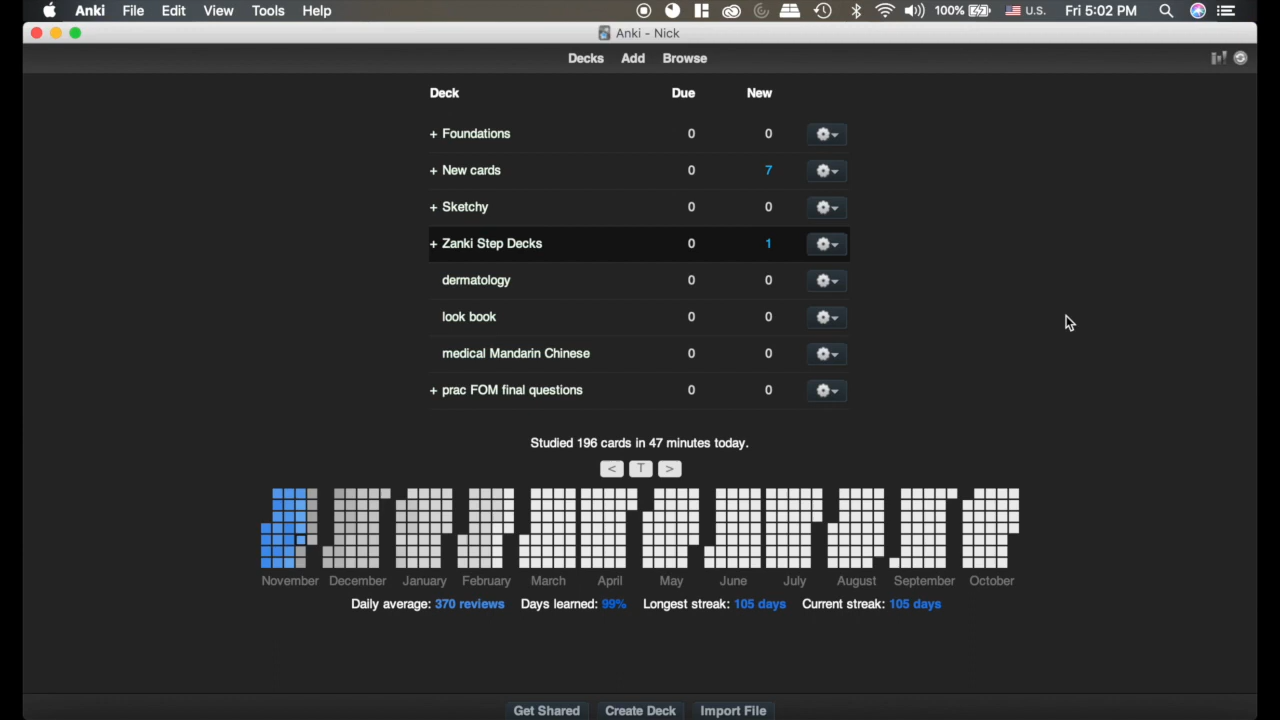 Anki File Edit View Tools Help 100% U.S. Fri 5:02 PM
Anki - Nick
Decks Add Browse
Deck Due New
+ Foundations 0 0
+ New cards 0 7
+ Sketchy 0 0
+ Zanki Step Decks 0 1
dermatology 0 0
look book 0 0
medical Mandarin Chinese 0 0
+ prac FOM final questions 0 0
Studied 196 cards in 47 minutes today.
< T >
November December January February March April May June July August September October
Daily average: 370 reviews Days learned: 99% Longest streak: 105 days Current streak: 105 days
Get Shared Create Deck Import File